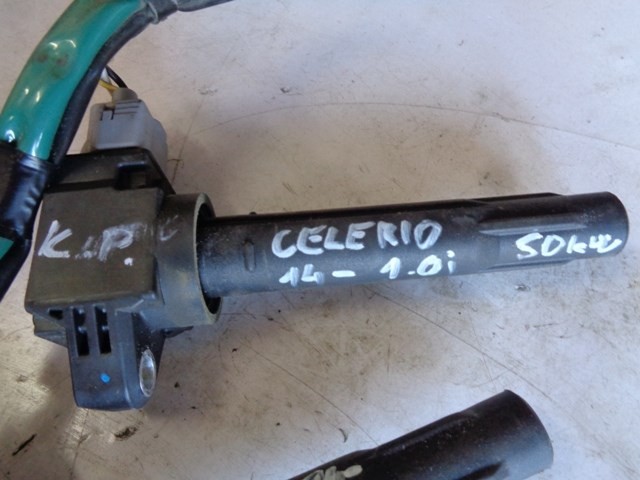 K.P.
CELERIO
14- 1.0i
50kW